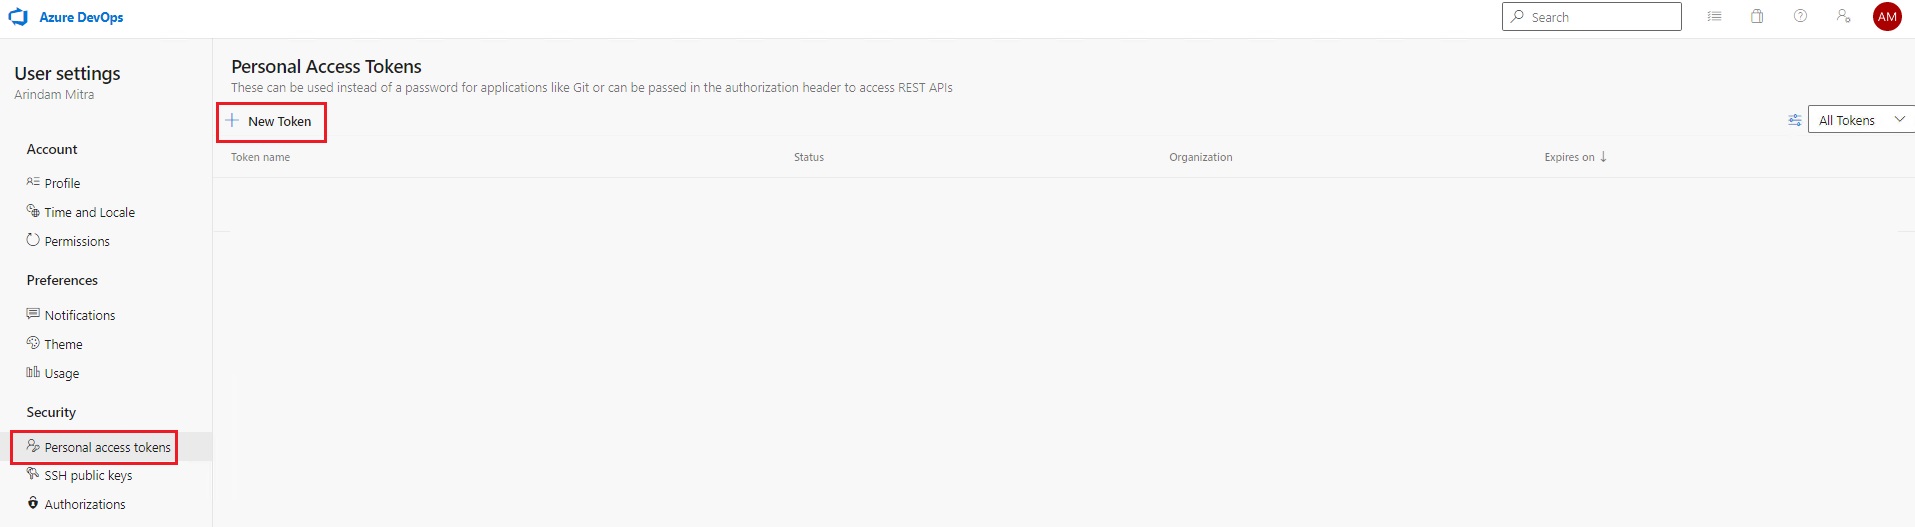 Azure DevOps
Search
AM
User settings
Arindam Mitra
Account
Profile
Time and Locale
Permissions
Preferences
Notifications
Theme
Usage
Security
Personal access tokens
SSH public keys
Authorizations
Personal Access Tokens
These can be used instead of a password for applications like Git or can be passed in the authorization header to access REST APIs
New Token
All Tokens
Token name Status Organization Expires on